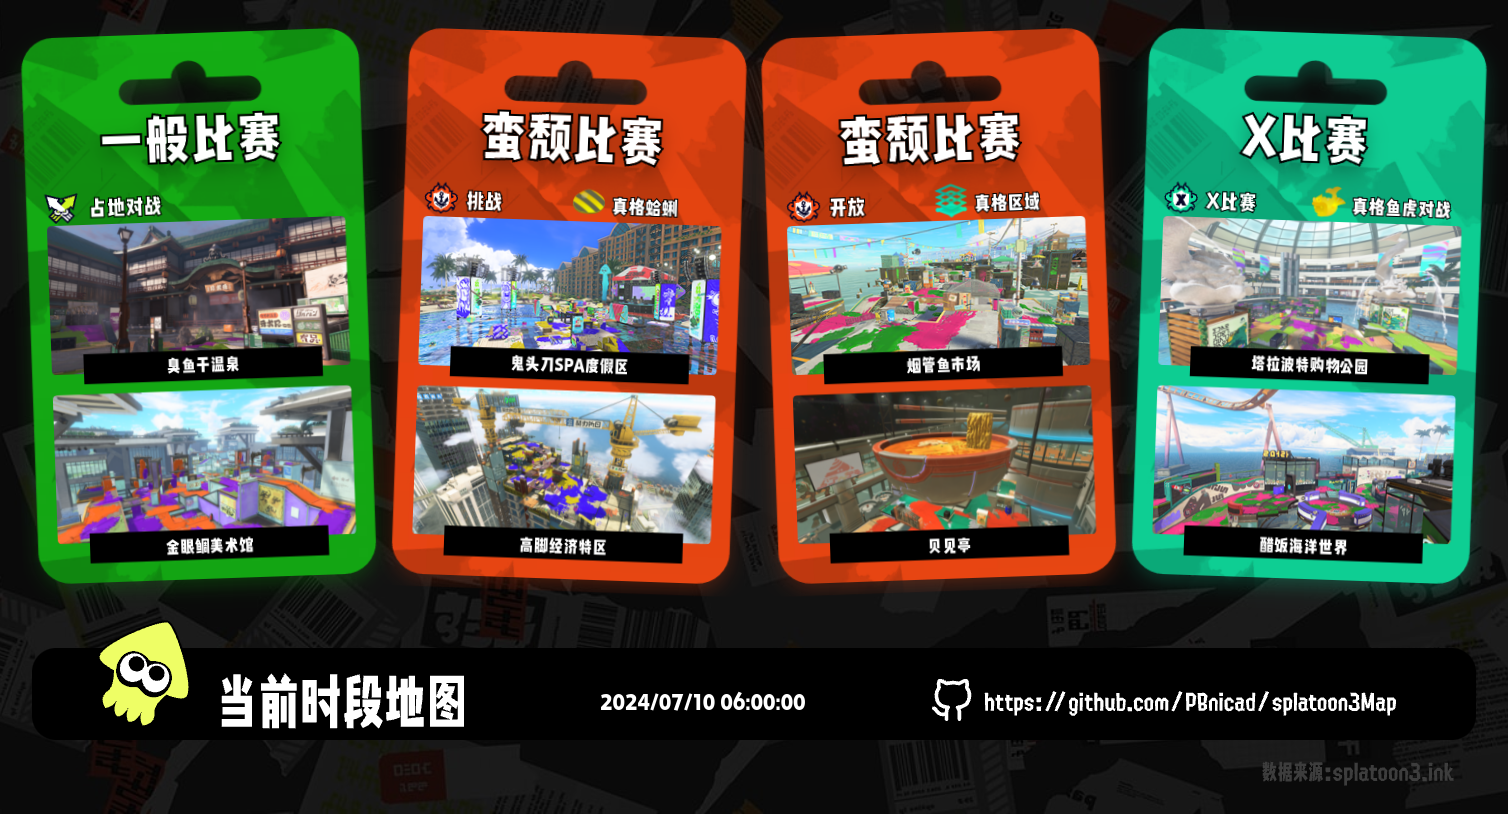 一般比赛
占地对战
臭鱼干温泉
金眼鲷美术馆
蛮颓比赛
挑战
真格蛤蜊
鬼头刀SPA度假区
高脚经济特区
蛮颓比赛
开放
真格区域
烟管鱼市场
贝见亭
X比赛
X比赛
真格鱼虎对战
塔拉波特购物公园
醋饭海洋世界
当前时段地图
2024/07/10 06:00:00
https://github.com/PBnicad/splatoon3Map
数据来源:splatoon3.ink